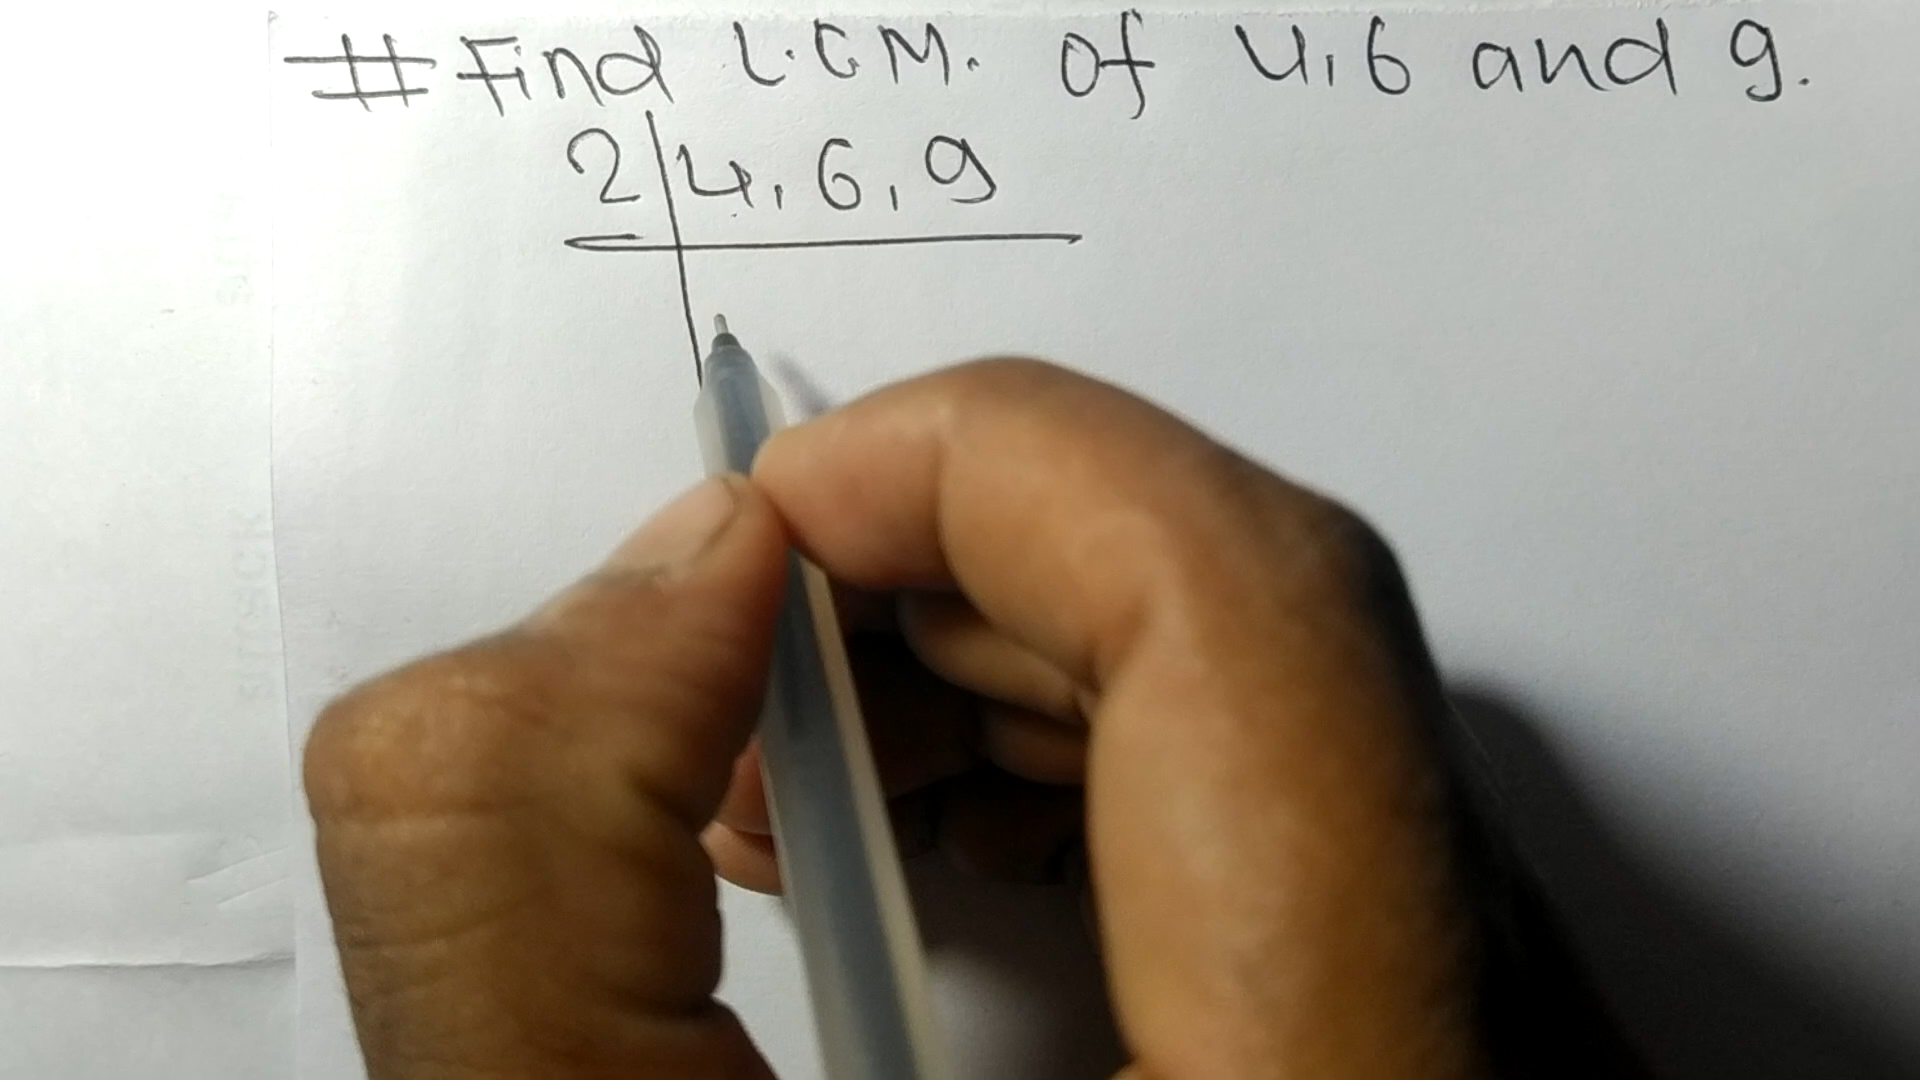 # Find L.C.M. of 4,6 and 9.
2 | 4, 6, 9